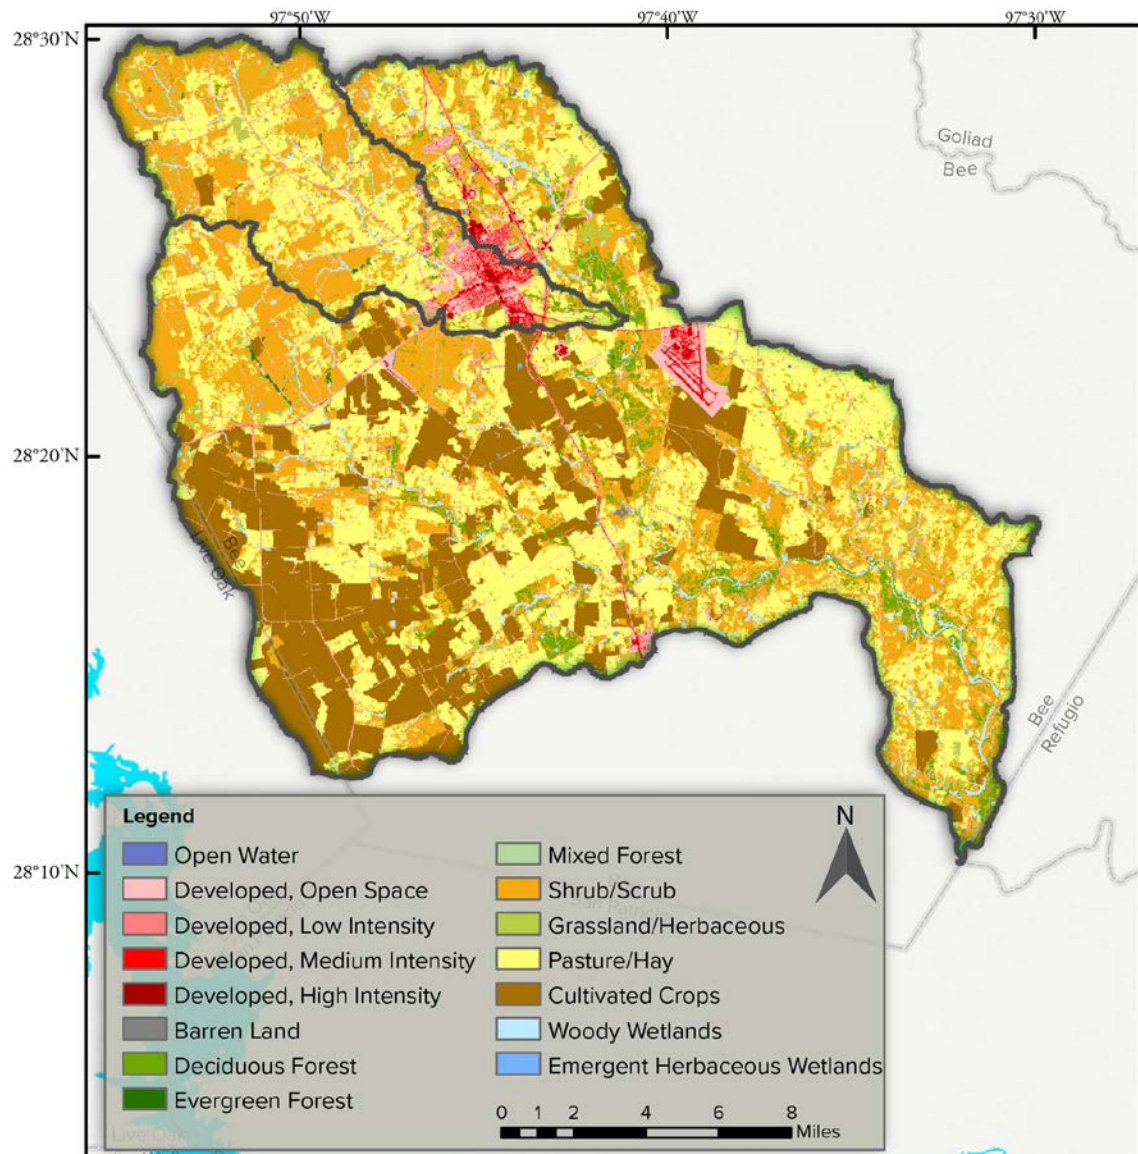 97°50'W
97°40'W
97°30'W
28°30'N
Goliad
Bee
28°20'N
Bee
Live Oak
Bee
Refugio
28°10'N
Legend
N
Open Water
Developed, Open Space
Developed, Low Intensity
Developed, Medium Intensity
Developed, High Intensity
Barren Land
Deciduous Forest
Evergreen Forest
Mixed Forest
Shrub/Scrub
Grassland/Herbaceous
Pasture/Hay
Cultivated Crops
Woody Wetlands
Emergent Herbaceous Wetlands
San Patricio
0 1 2 4 6 8
Miles
Live Oak